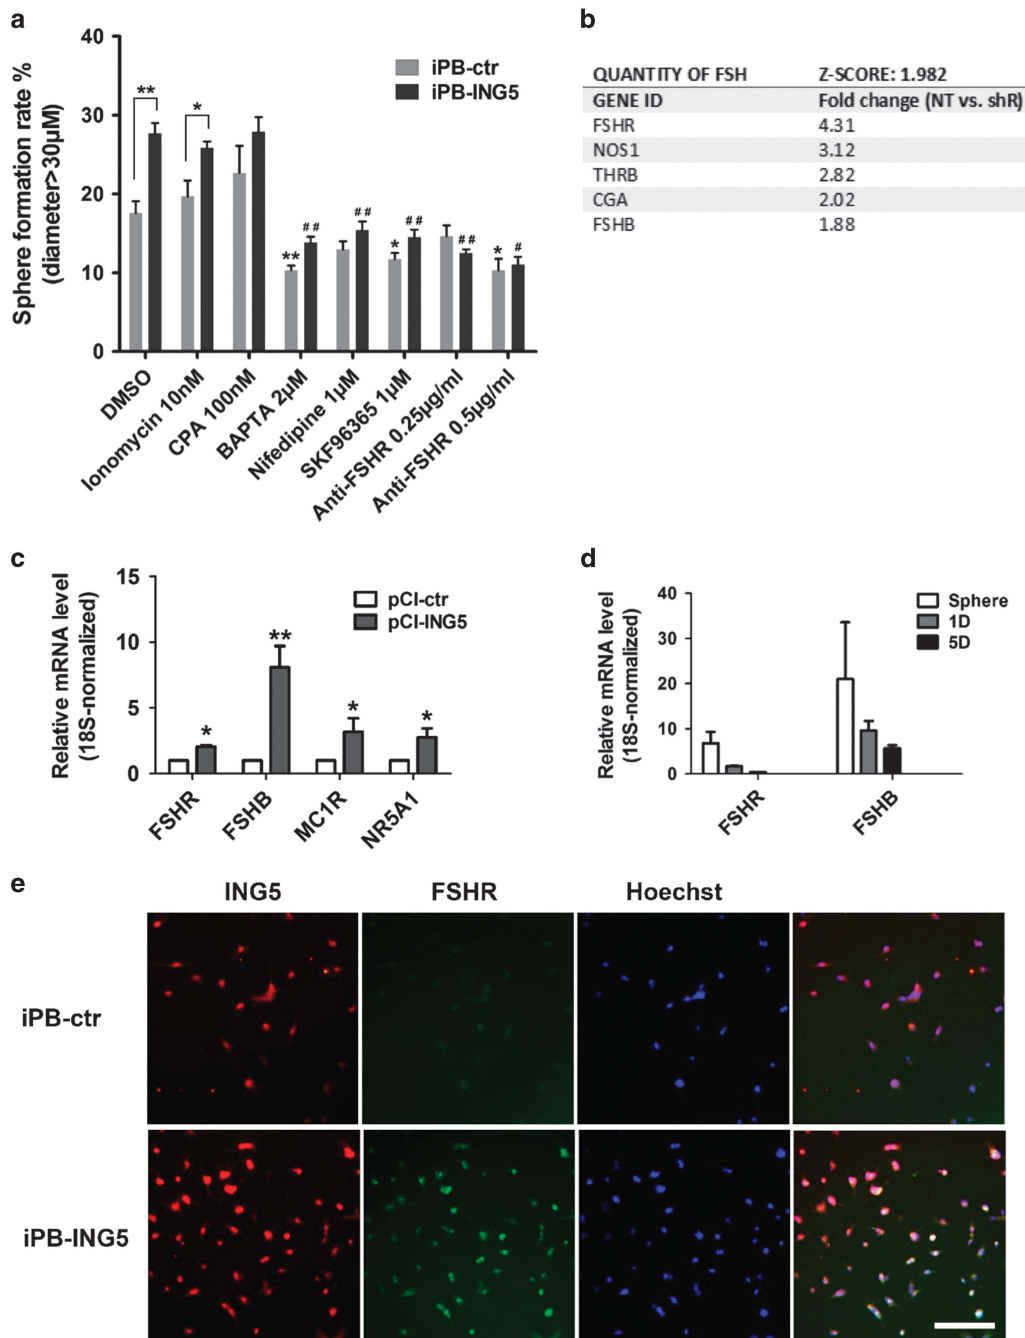 a
Sphere formation rate %
(diameter>30µM)
40
30
20
10
0
iPB-ctr
iPB-ING5
**
*
**
##
##
*
##
##
*
#
DMSO
Ionomycin 10nM
CPA 100nM
BAPTA 2µM
Nifedipine 1µM
SKF96365 1µM
Anti-FSHR 0.25µg/ml
Anti-FSHR 0.5µg/ml
b
QUANTITY OF FSH Z-SCORE: 1.982
GENE ID Fold change (NT vs. shR)
FSHR 4.31
NOS1 3.12
THRB 2.82
CGA 2.02
FSHB 1.88
c
Relative mRNA level
(18S-normalized)
15
10
5
0
pCI-ctr
pCI-ING5
*
**
*
*
FSHR
FSHB
MC1R
NR5A1
d
Relative mRNA level
(18S-normalized)
40
30
20
10
0
Sphere
1D
5D
FSHR
FSHB
e
ING5 FSHR Hoechst
iPB-ctr
iPB-ING5